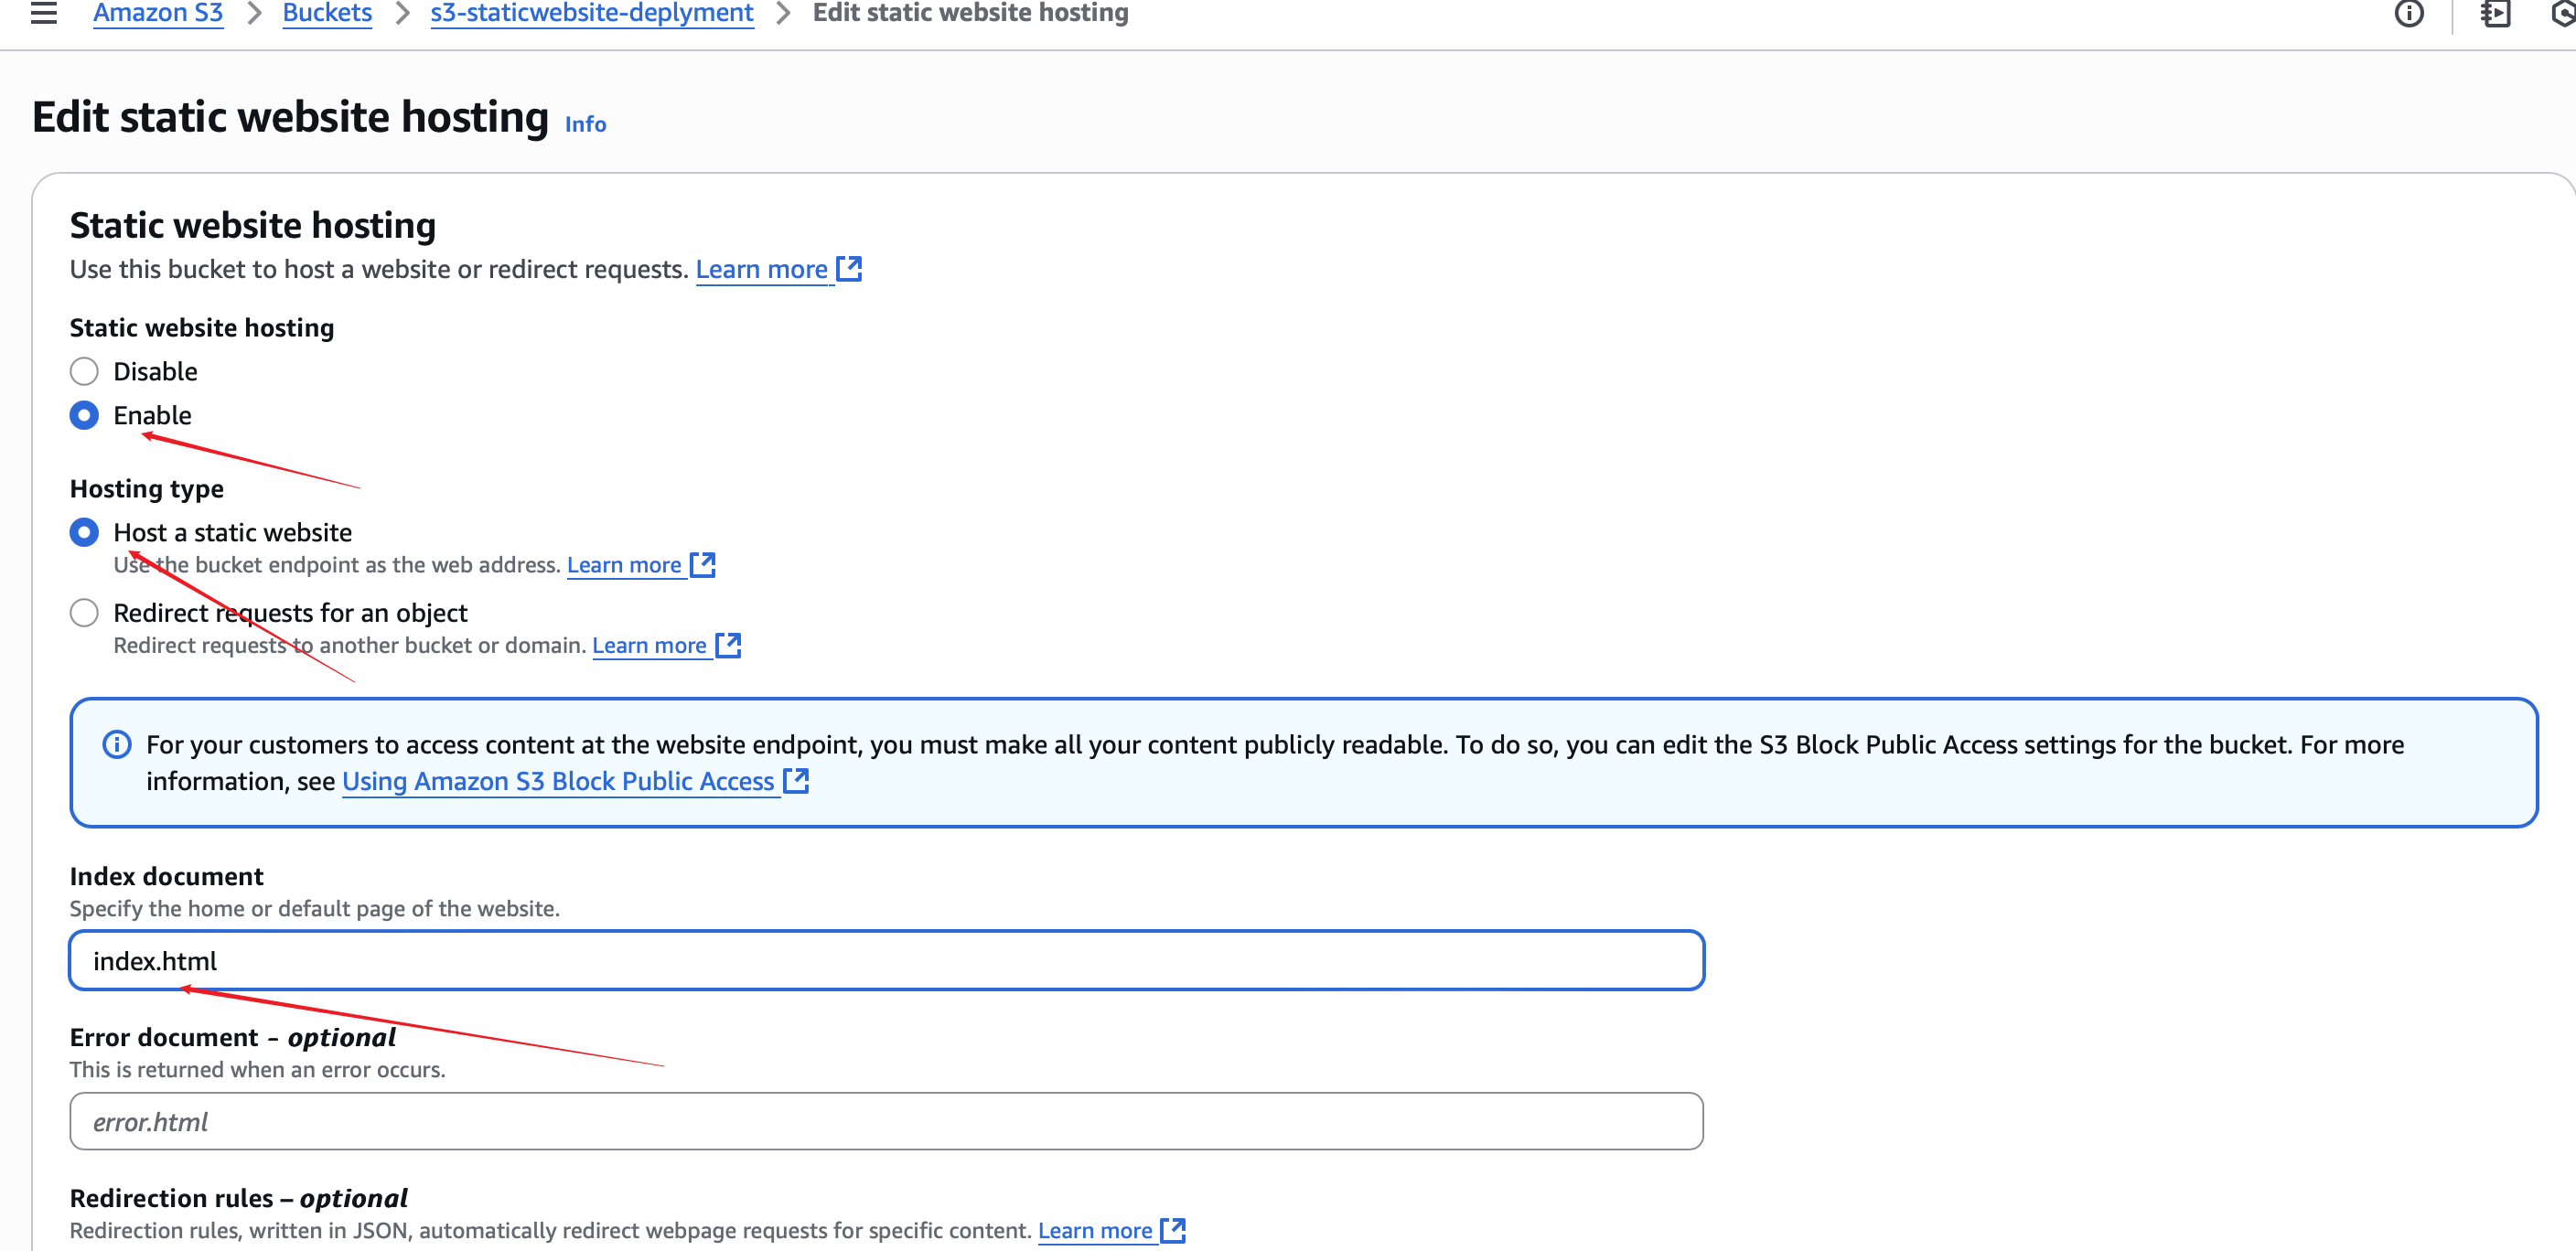 Amazon S3 > Buckets > s3-staticwebsite-deplyment > Edit static website hosting
Edit static website hosting Info
Static website hosting
Use this bucket to host a website or redirect requests. Learn more
Static website hosting
Disable
Enable
Hosting type
Host a static website
Use the bucket endpoint as the web address. Learn more
Redirect requests for an object
Redirect requests to another bucket or domain. Learn more
For your customers to access content at the website endpoint, you must make all your content publicly readable. To do so, you can edit the S3 Block Public Access settings for the bucket. For more
information, see Using Amazon S3 Block Public Access
Index document
Specify the home or default page of the website.
index.html
Error document - optional
This is returned when an error occurs.
error.html
Redirection rules – optional
Redirection rules, written in JSON, automatically redirect webpage requests for specific content. Learn more